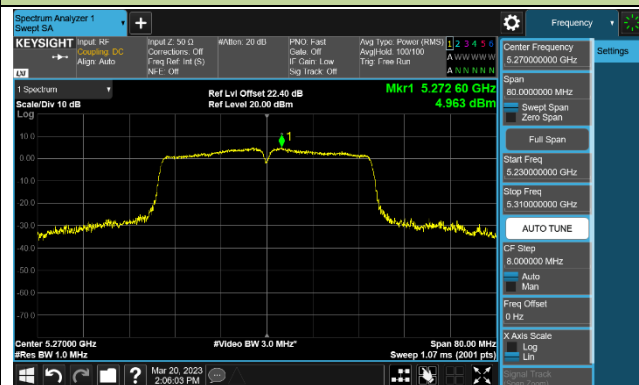 Spectrum Analyzer 1
Swept SA
+
Frequency
KEYSIGHT
Input: RF
Coupling: DC
Align: Auto
Input Z: 50 Ω
Corrections: Off
Freq Ref: Int (S)
NFE: Off
#Atten: 20 dB
PNO: Fast
Gate: Off
IF Gain: Low
Sig Track: Off
Avg Type: Power (RMS)
Avg|Hold: 100/100
Trig: Free Run
1 2 3 4 5 6
A W W W W W
A N N N N N
LXI
1 Spectrum
Scale/Div 10 dB
Log
Ref Lvl Offset 22.40 dB
Ref Level 20.00 dBm
Mkr1 5.272 60 GHz
4.963 dBm
1
10.0
0.00
-10.0
-20.0
-30.0
-40.0
-50.0
-60.0
-70.0
Center 5.27000 GHz
#Res BW 1.0 MHz
#Video BW 3.0 MHz*
Span 80.00 MHz
Sweep 1.07 ms (2001 pts)
Center Frequency
5.270000000 GHz
Settings
Span
80.0000000 MHz
Swept Span
Zero Span
Full Span
Start Freq
5.230000000 GHz
Stop Freq
5.310000000 GHz
AUTO TUNE
CF Step
8.000000 MHz
Auto
Man
Freq Offset
0 Hz
X Axis Scale
Log
Lin
Signal Track
(Span Zoom)
?
Mar 20, 2023
2:06:03 PM